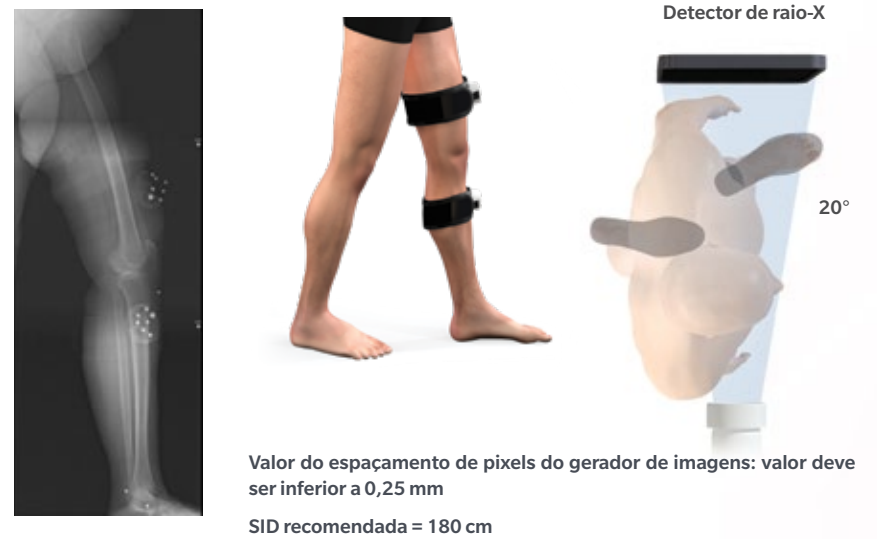 Detector de raio-X
20°
Valor do espaçamento de pixels do gerador de imagens: valor deve
ser inferior a 0,25 mm
SID recomendada = 180 cm